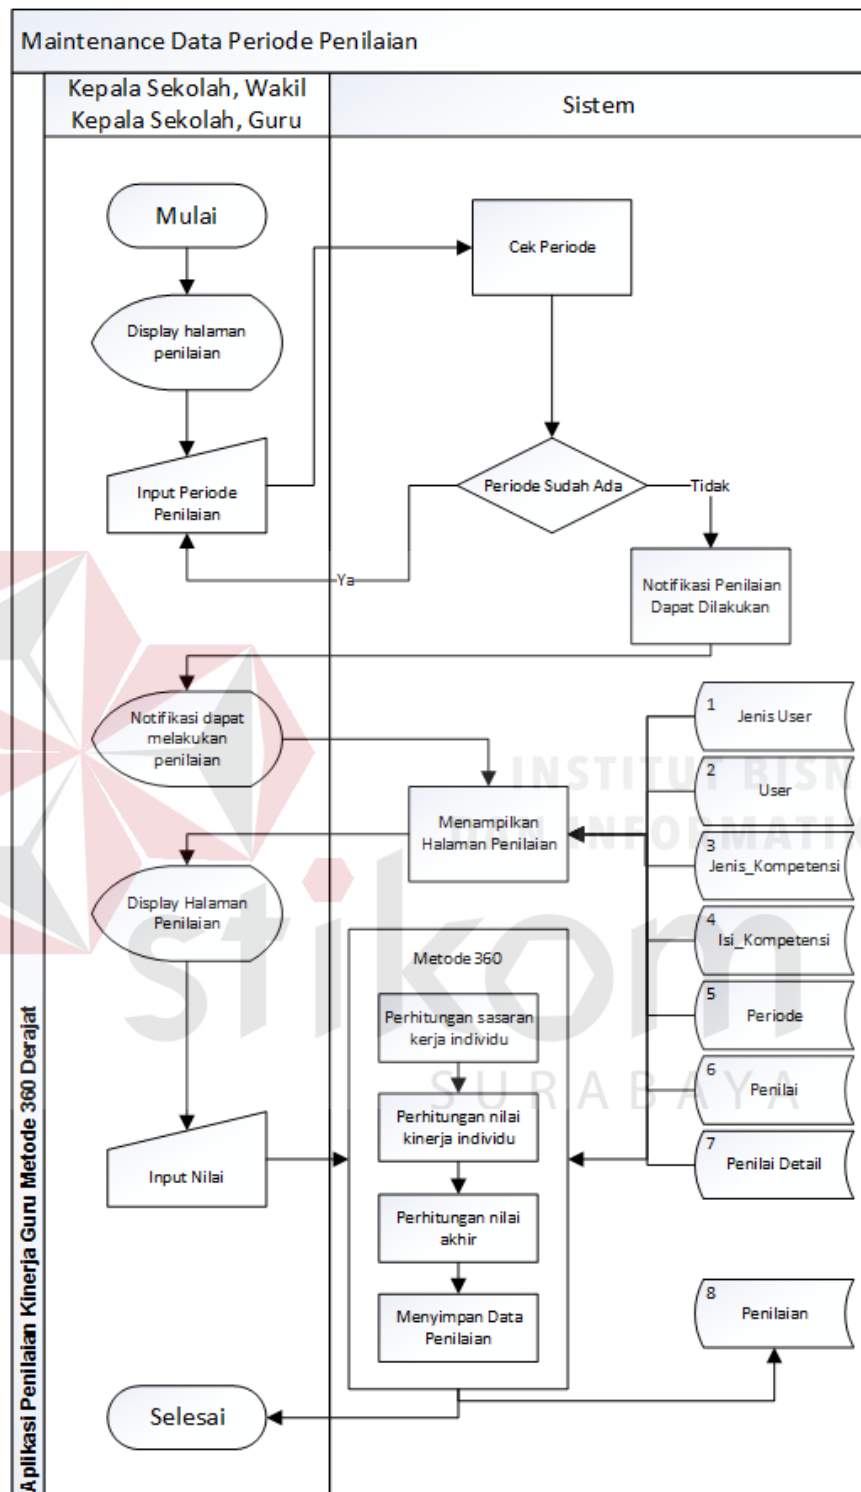 Maintenance Data Periode Penilaian
Kepala Sekolah, Wakil
Kepala Sekolah, Guru
Sistem
Mulai
Cek Periode
Display halaman
penilaian
Input Periode
Penilaian
Periode Sudah Ada
Tidak
Ya
Notifikasi Penilaian
Dapat Dilakukan
Notifikasi dapat
melakukan
penilaian
1
Jenis User
2
User
Menampilkan
Halaman Penilaian
3
Jenis_Kompetensi
Display Halaman
Penilaian
4
Isi_Kompetensi
Metode 360
5
Periode
Perhitungan sasaran
kerja individu
6
Penilai
Perhitungan nilai
kinerja individu
7
Penilai Detail
Input Nilai
Perhitungan nilai
akhir
8
Penilaian
Menyimpan Data
Penilaian
Selesai
Aplikasi Penilaian Kinerja Guru Metode 360 Derajat
INSTITUT BISN
INFORMATI
stikom
SURABAYA